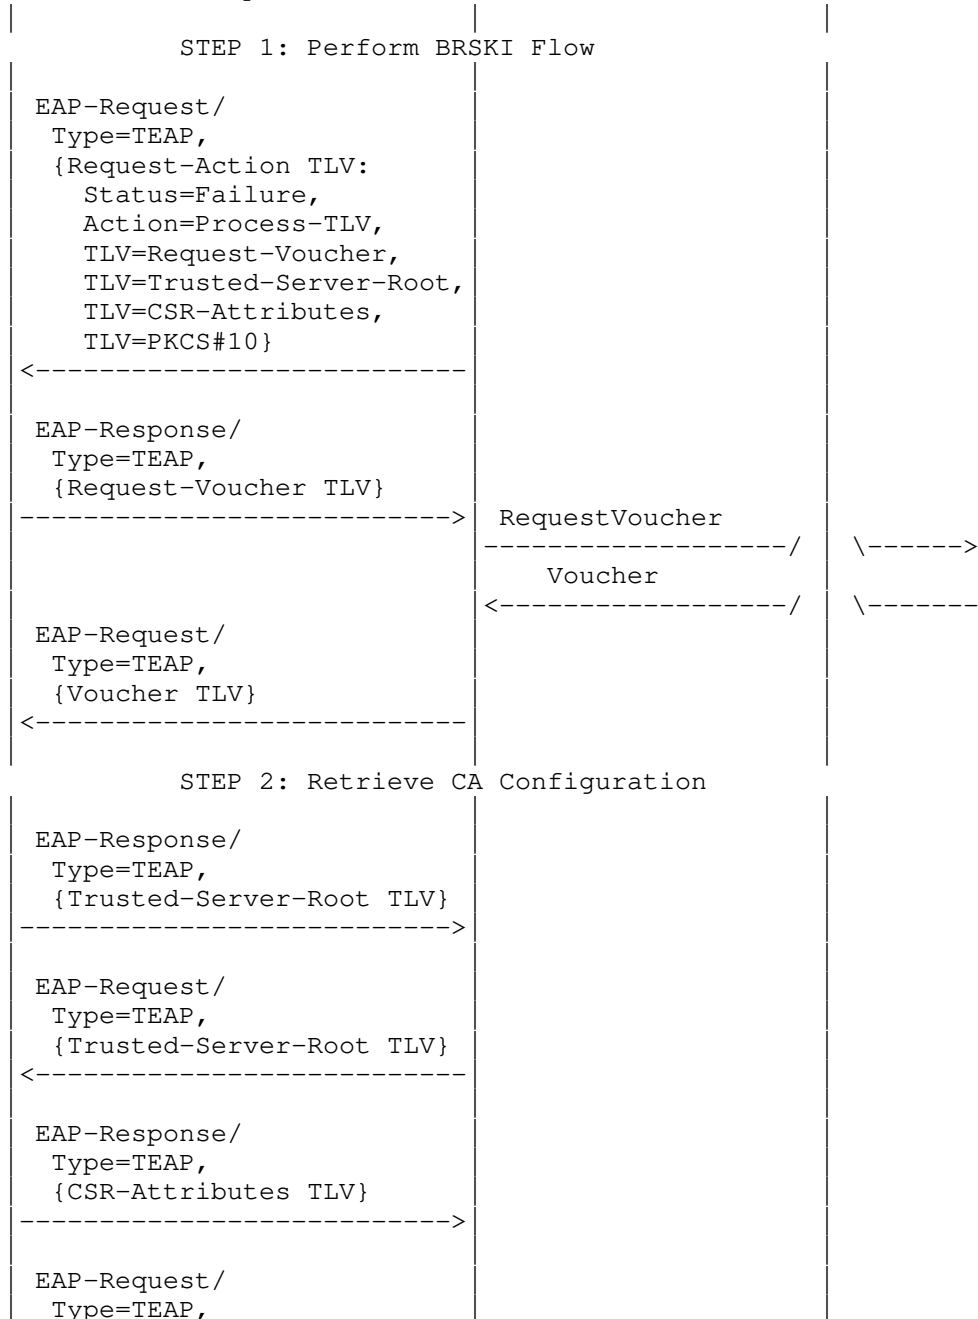 STEP 1: Perform BRSKI Flow
EAP-Request/
Type=TEAP,
{Request-Action TLV:
Status=Failure,
Action=Process-TLV,
TLV=Request-Voucher,
TLV=Trusted-Server-Root,
TLV=CSR-Attributes,
TLV=PKCS#10}
<---------------------------
EAP-Response/
Type=TEAP,
{Request-Voucher TLV}
---------------------------> RequestVoucher
-------------------/ \------>
Voucher
<------------------/ \-------
EAP-Request/
Type=TEAP,
{Voucher TLV}
<---------------------------
STEP 2: Retrieve CA Configuration
EAP-Response/
Type=TEAP,
{Trusted-Server-Root TLV}
--------------------------->
EAP-Request/
Type=TEAP,
{Trusted-Server-Root TLV}
<---------------------------
EAP-Response/
Type=TEAP,
{CSR-Attributes TLV}
--------------------------->
EAP-Request/
Type=TEAP,